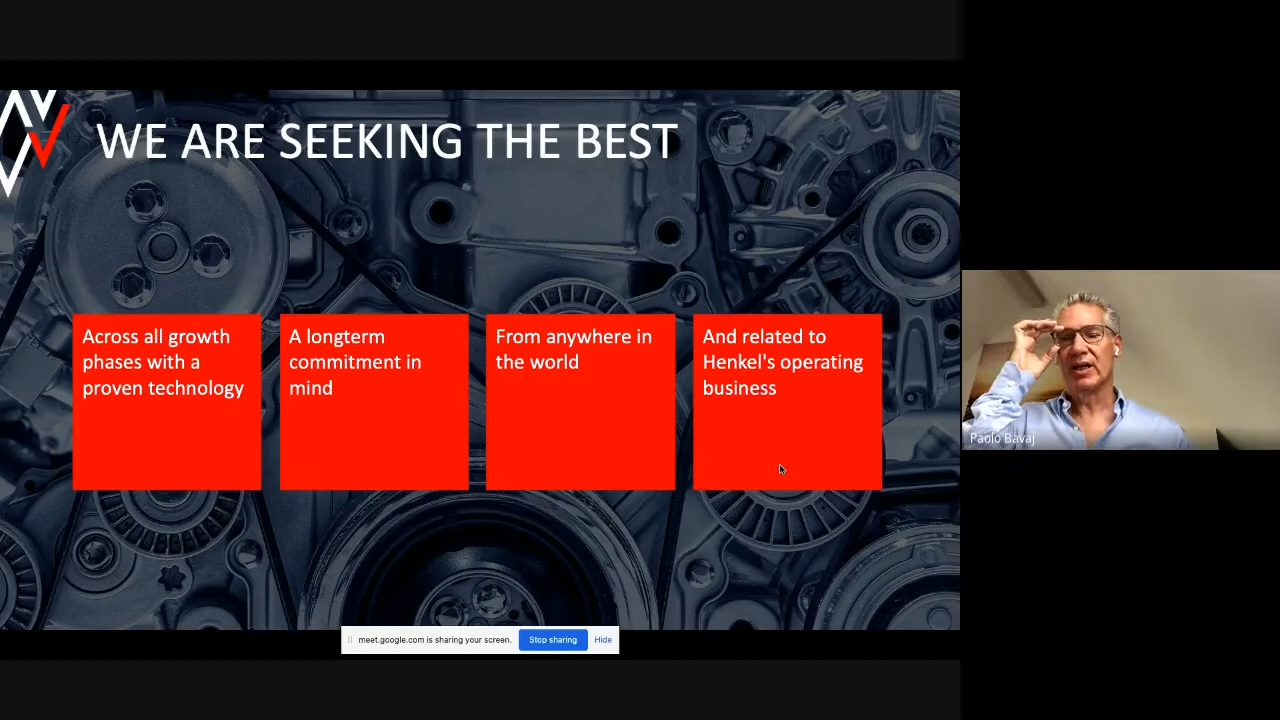 WE ARE SEEKING THE BEST
Across all growth
phases with a
proven technology
A longterm
commitment in
mind
From anywhere in
the world
And related to
Henkel's operating
business
Paolo Bavaj
meet.google.com is sharing your screen.
Stop sharing
Hide